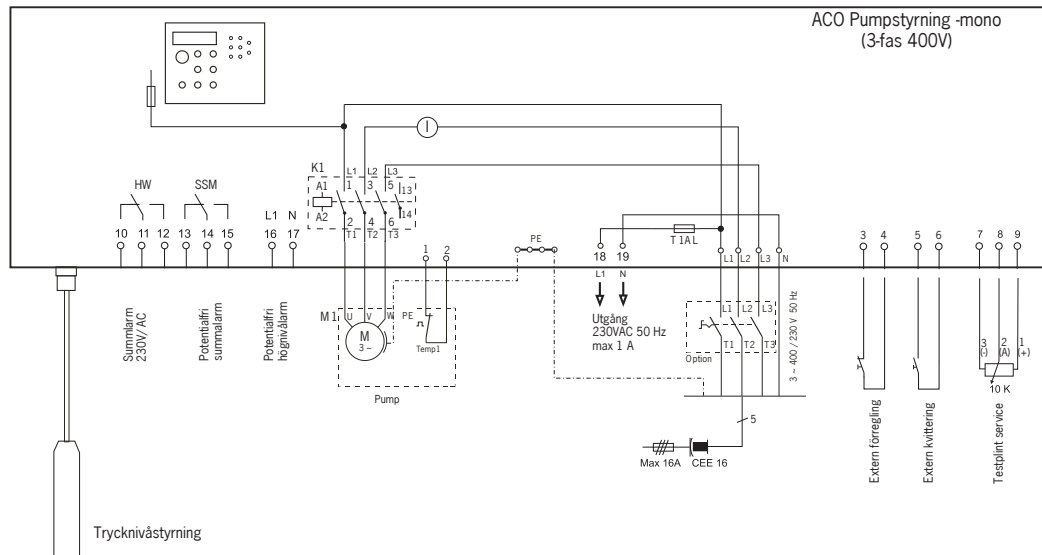 ACO Pumpstyrning -mono
(3-fas 400V)
I
K1
L1 L2 L3
A1
A2
1 3 5 13
14
2 4 6
T1 T2 T3
HW
SSM
L1 N
10 11 12 13 14 15 16 17
1 2
PE
T 1A L
18 19
L1 N
L1 L2 L3 N
3 4 5 6 7 8 9
Summlarm
230V/ AC
Potentialfri
summalarm
Potentialfri
högnivålarm
M1
U V W
M
3 ~
PE
Temp1
Pump
Utgång
230VAC 50 Hz
max 1 A
L1 L2 L3
T1 T2 T3
Option
3 ~ 400 / 230 V 50 Hz
5
Max 16A
CEE 16
Extern förregling
Extern kvittering
3 2 1
(-) (A) (+)
10 K
Testplint service
Trycknivåstyrning